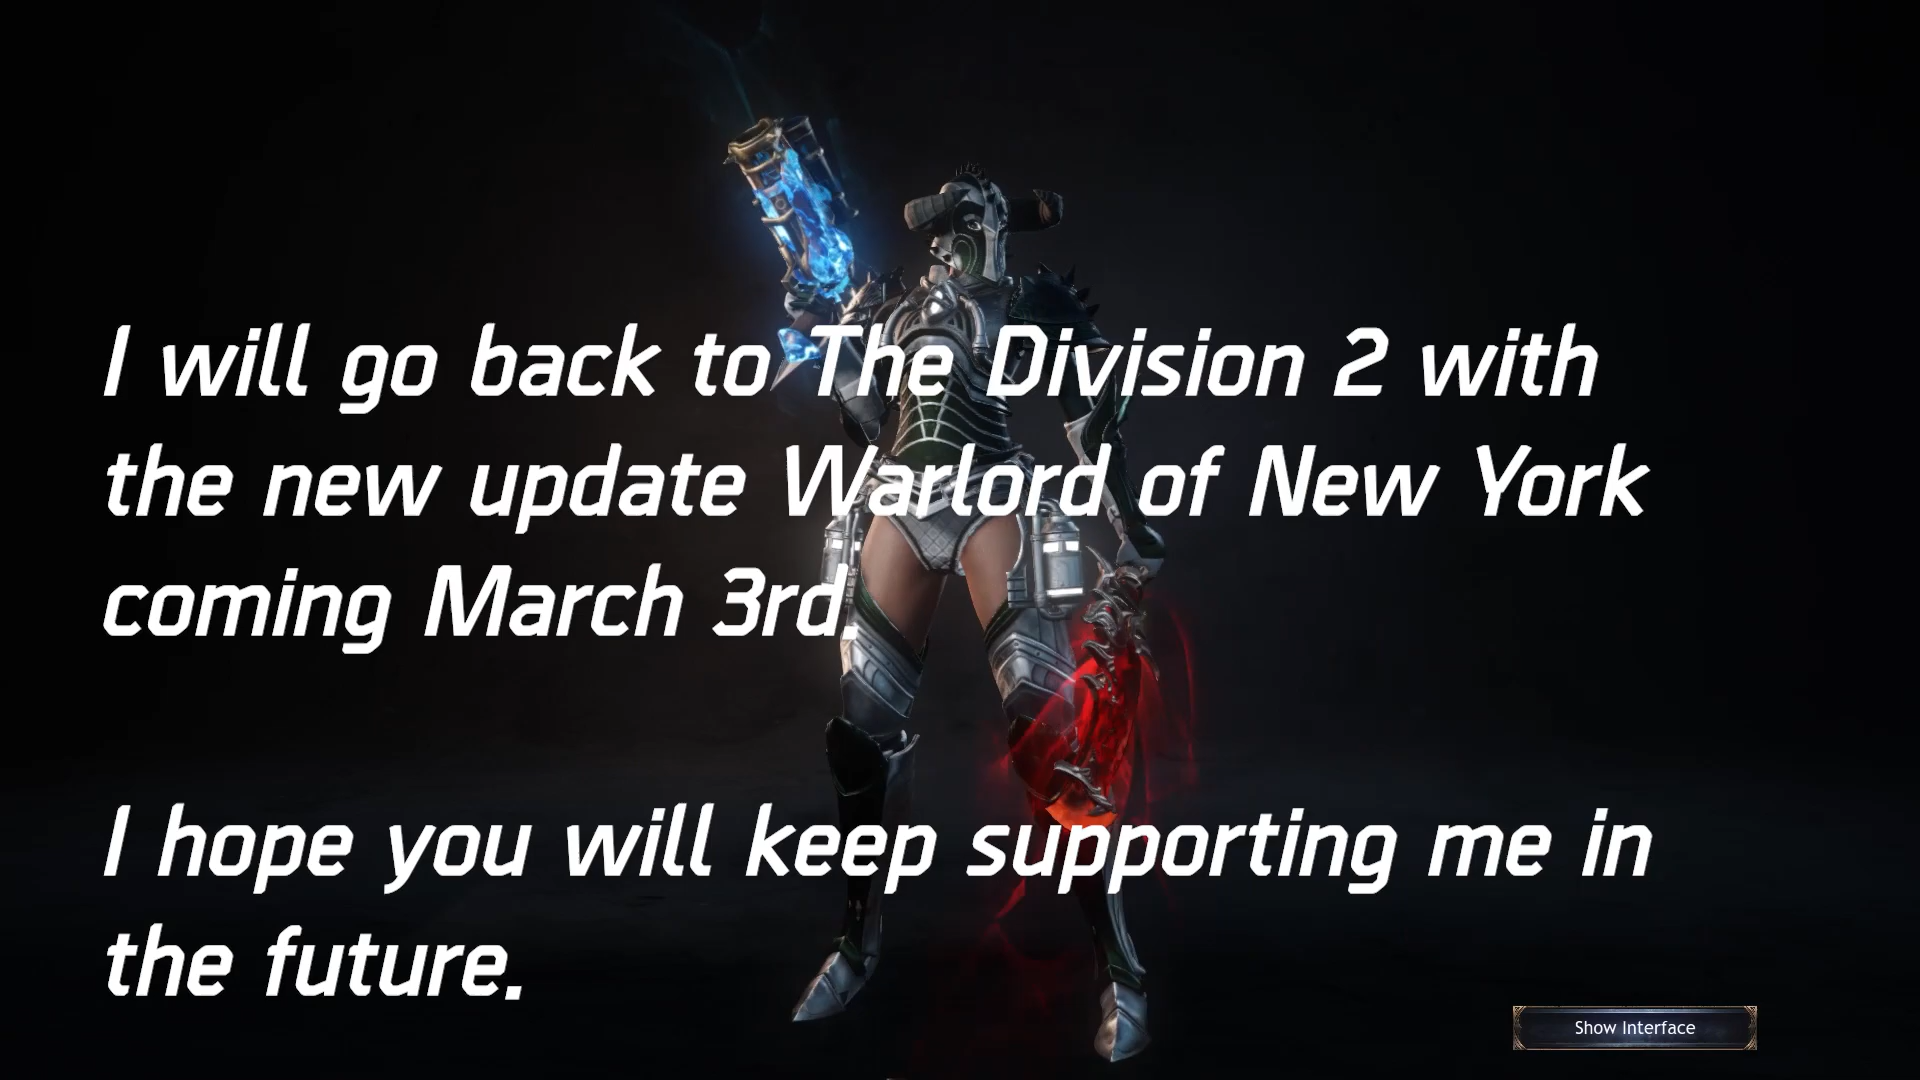 I will go back to The Division 2 with
the new update Warlord of New York
coming March 3rd.
I hope you will keep supporting me in
the future.
Show Interface